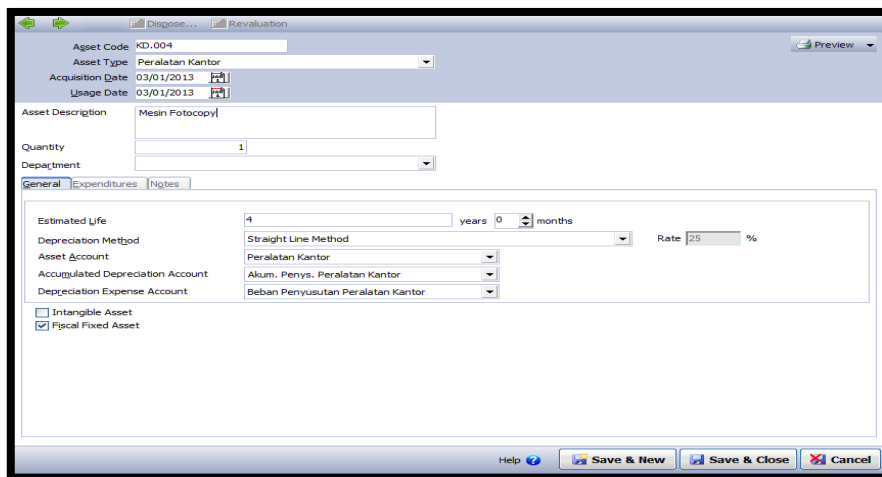 Dispose... Revaluation
Asset Code KD.004 Preview
Asset Type Peralatan Kantor
Acquisition Date 03/01/2013
Usage Date 03/01/2013
Asset Description Mesin Fotocopy
Quantity 1
Department
General Expenditures Notes
Estimated Life 4 years 0 months
Depreciation Method Straight Line Method Rate 25 %
Asset Account Peralatan Kantor
Accumulated Depreciation Account Akum. Penys. Peralatan Kantor
Depreciation Expense Account Beban Penyusutan Peralatan Kantor
Intangible Asset
Fiscal Fixed Asset
Help ? Save & New Save & Close Cancel